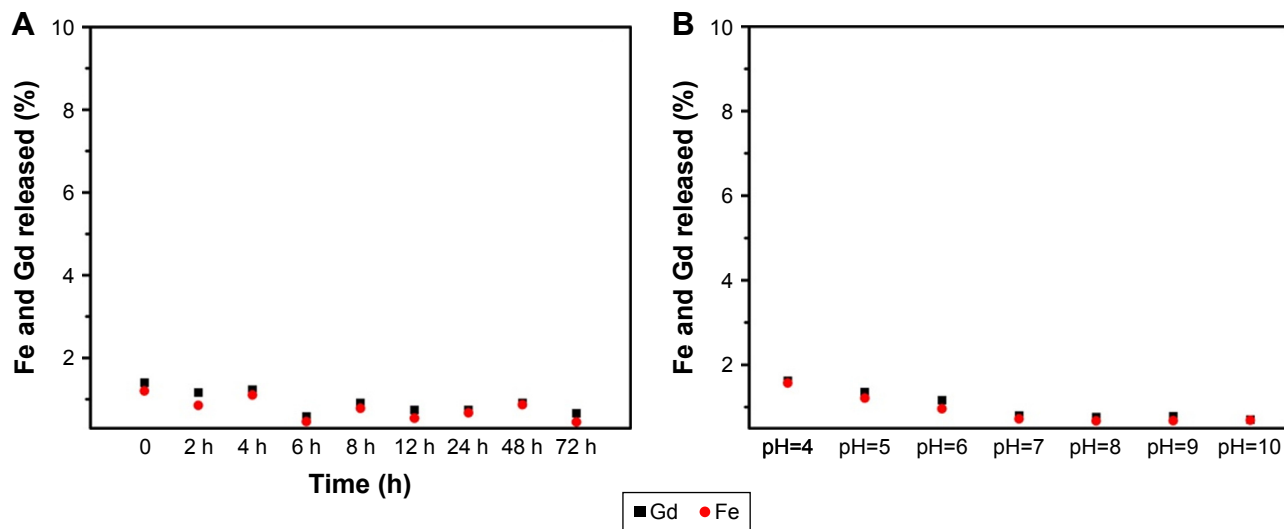 A
Fe and Gd released (%)
10
8
6
4
2
0 2 h 4 h 6 h 8 h 12 h 24 h 48 h 72 h
Time (h)
B
Fe and Gd released (%)
10
8
6
4
2
pH=4 pH=5 pH=6 pH=7 pH=8 pH=9 pH=10
Gd Fe